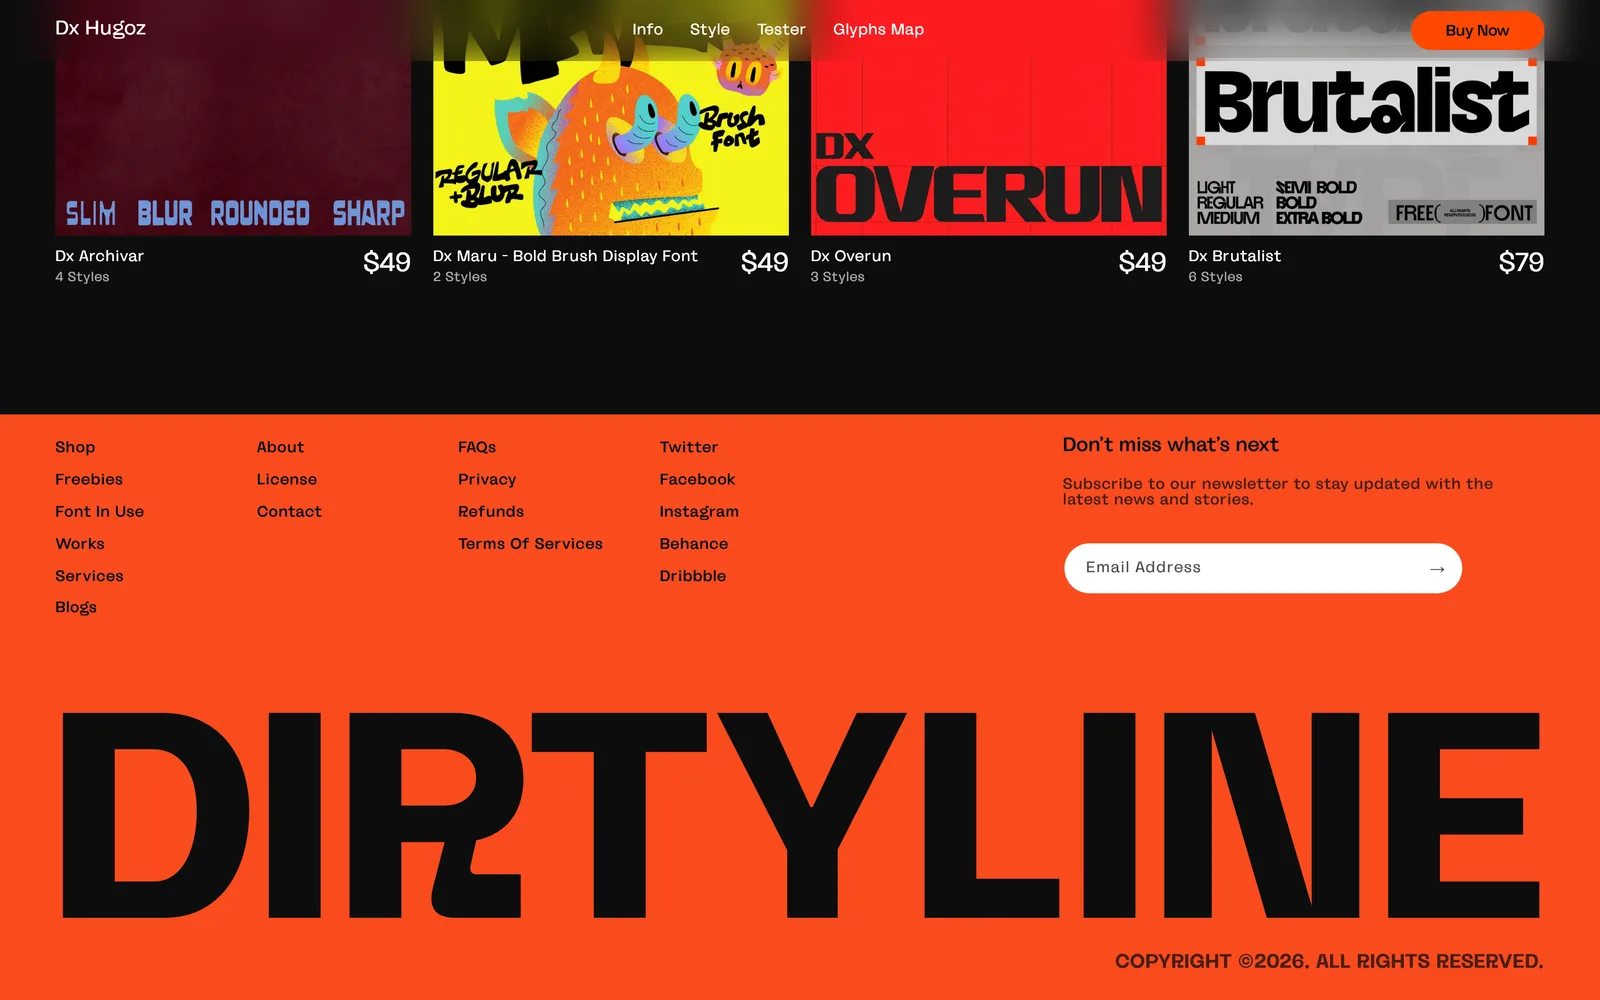 Dx Hugoz
Info
Style
Tester
Glyphs Map
Buy Now
SLIM BLUR ROUNDED SHARP
Brush
Font
REGULAR
+BLUR
DX
OVERUN
Brutalist
LIGHT
REGULAR
MEDIUM
SEMI BOLD
BOLD
EXTRA BOLD
FREE( )FONT
Dx Archivar
4 Styles
$49
Dx Maru - Bold Brush Display Font
2 Styles
$49
Dx Overun
3 Styles
$49
Dx Brutalist
6 Styles
$79
Shop
Freebies
Font In Use
Works
Services
Blogs
About
License
Contact
FAQs
Privacy
Refunds
Terms Of Services
Twitter
Facebook
Instagram
Behance
Dribbble
Don’t miss what’s next
Subscribe to our newsletter to stay updated with the
latest news and stories.
Email Address →
DIRTYLINE
COPYRIGHT ©2026. ALL RIGHTS RESERVED.